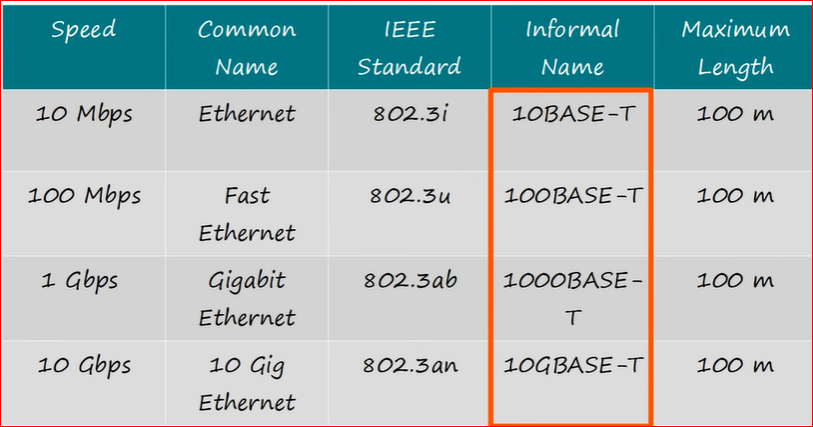 Speed Common IEEE Informal Maximum
Name Standard Name Length
10 Mbps Ethernet 802.3i 10BASE-T 100 m
100 Mbps Fast 802.3u 100BASE-T 100 m
Ethernet
1 Gbps Gigabit 802.3ab 1000BASE- 100 m
Ethernet T
10 Gbps 10 Gig 802.3an 10GBASE-T 100 m
Ethernet